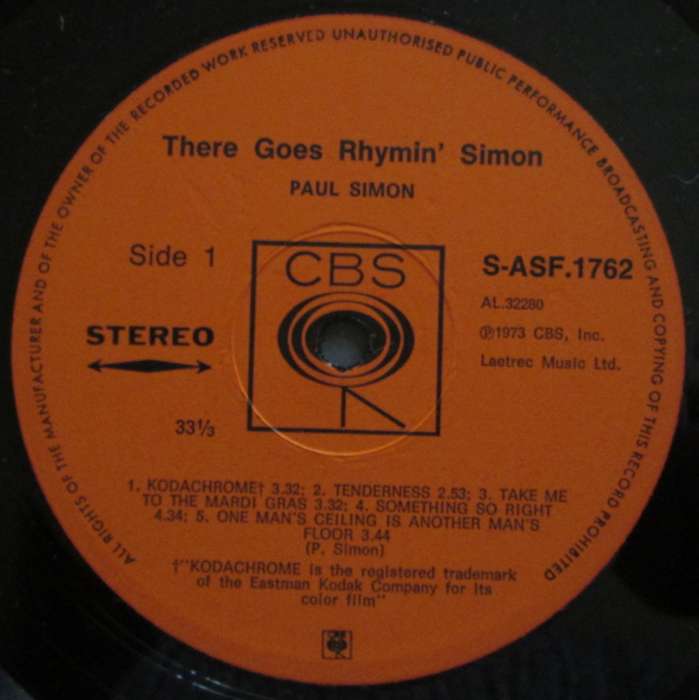 ALL RIGHTS OF THE MANUFACTURER AND OF THE OWNER OF THE RECORDED WORK RESERVED UNAUTHORISED PUBLIC PERFORMANCE BROADCASTING AND COPYING OF THIS RECORD PROHIBITED
There Goes Rhymin' Simon
PAUL SIMON
Side 1
CBS
S-ASF.1762
AL.32280
STEREO
℗1973 CBS, Inc.
Laetrec Music Ltd.
33⅓
1. KODACHROME† 3.32; 2. TENDERNESS 2.53; 3. TAKE ME
TO THE MARDI GRAS 3.32; 4. SOMETHING SO RIGHT
4.34; 5. ONE MAN'S CEILING IS ANOTHER MAN'S
FLOOR 3.44
(P. Simon)
†"KODACHROME is the registered trademark
of the Eastman Kodak Company for its
color film"